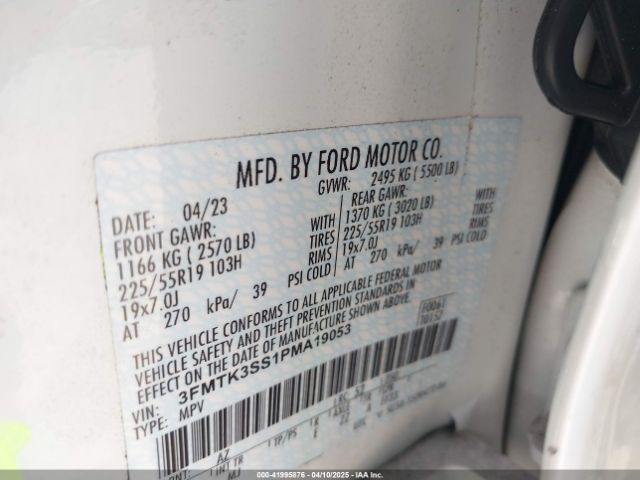 MFD. BY FORD MOTOR CO.
DATE: 04/23 GVWR: 2495 KG ( 5500 LB)
FRONT GAWR: REAR GAWR:
1166 KG ( 2570 LB) WITH 1370 KG ( 3020 LB) WITH
225/55R19 103H TIRES 225/55R19 103H TIRES
19x7.0J RIMS 19x7.0J RIMS
AT 270 kPa/ 39 PSI COLD AT 270 kPa/ 39 PSI COLD
THIS VEHICLE CONFORMS TO ALL APPLICABLE FEDERAL MOTOR
VEHICLE SAFETY AND THEFT PREVENTION STANDARDS IN
EFFECT ON THE DATE OF MANUFACTURE SHOWN ABOVE.
VIN: 3FMTK3SS1PMA19053
TYPE: MPV
AZ
000-41995876 - 04/10/2025 - IAAI.COM